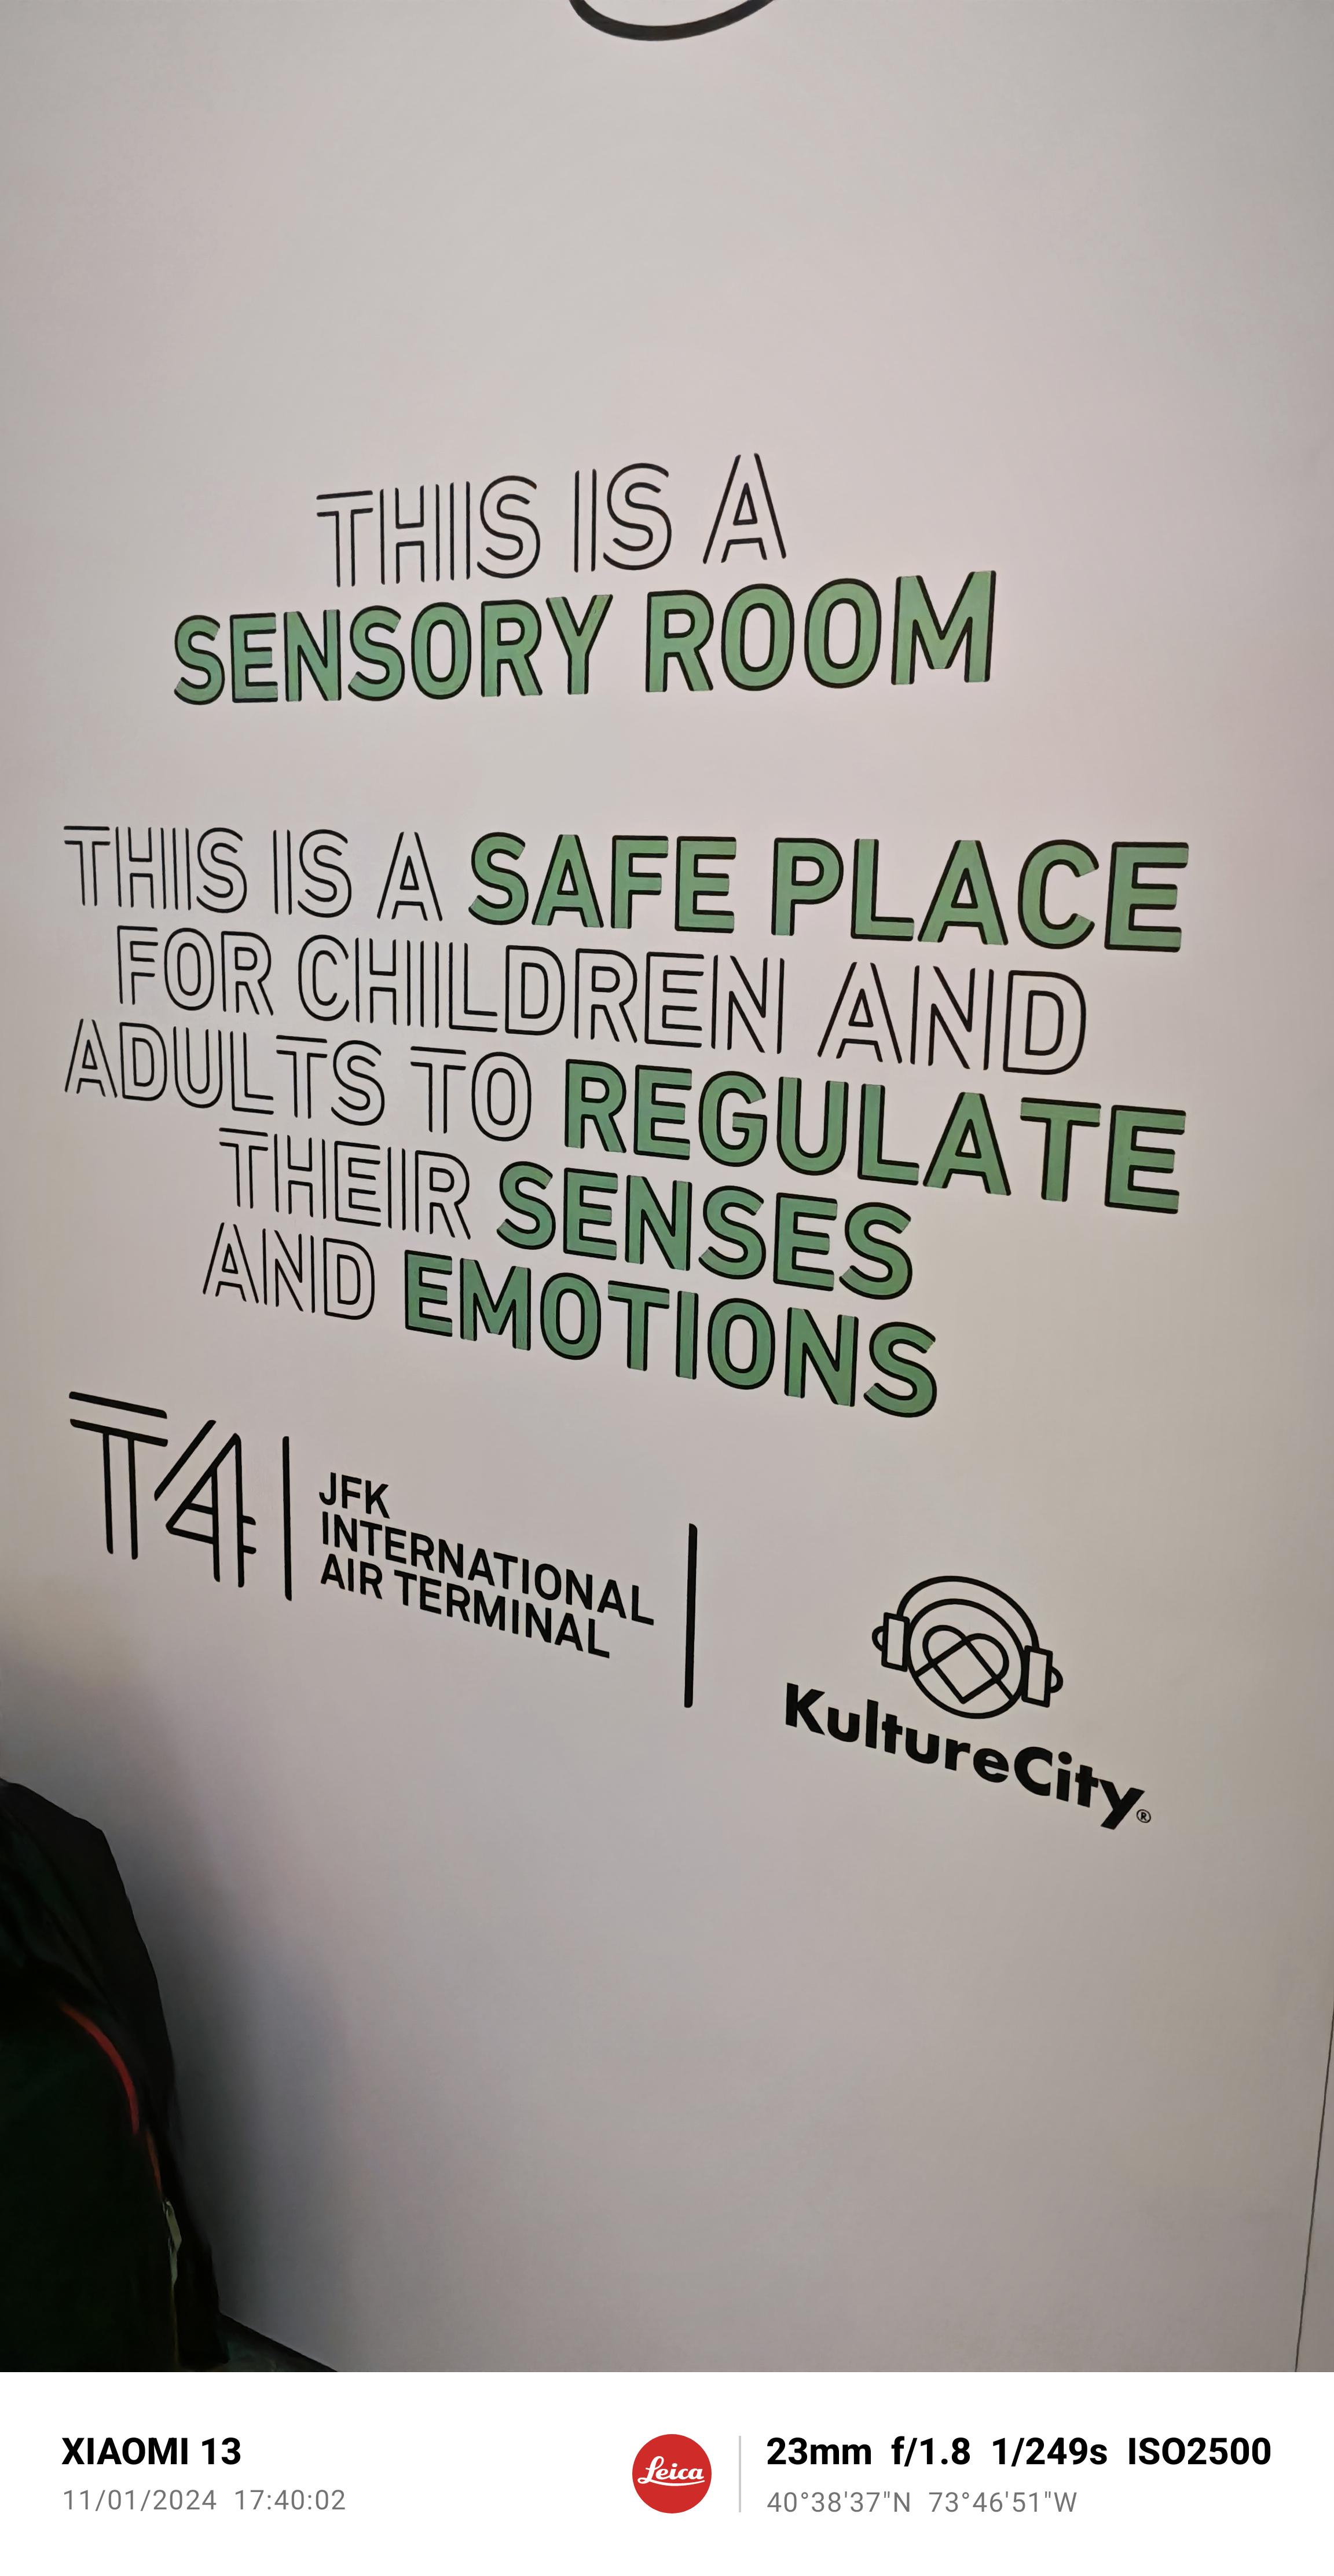 THIS IS A
SENSORY ROOM
THIS IS A SAFE PLACE
FOR CHILDREN AND
ADULTS TO REGULATE
THEIR SENSES
AND EMOTIONS
T4
JFK
INTERNATIONAL
AIR TERMINAL
KultureCity®
XIAOMI 13
11/01/2024 17:40:02
Leica
23mm f/1.8 1/249s ISO2500
40°38'37"N 73°46'51"W